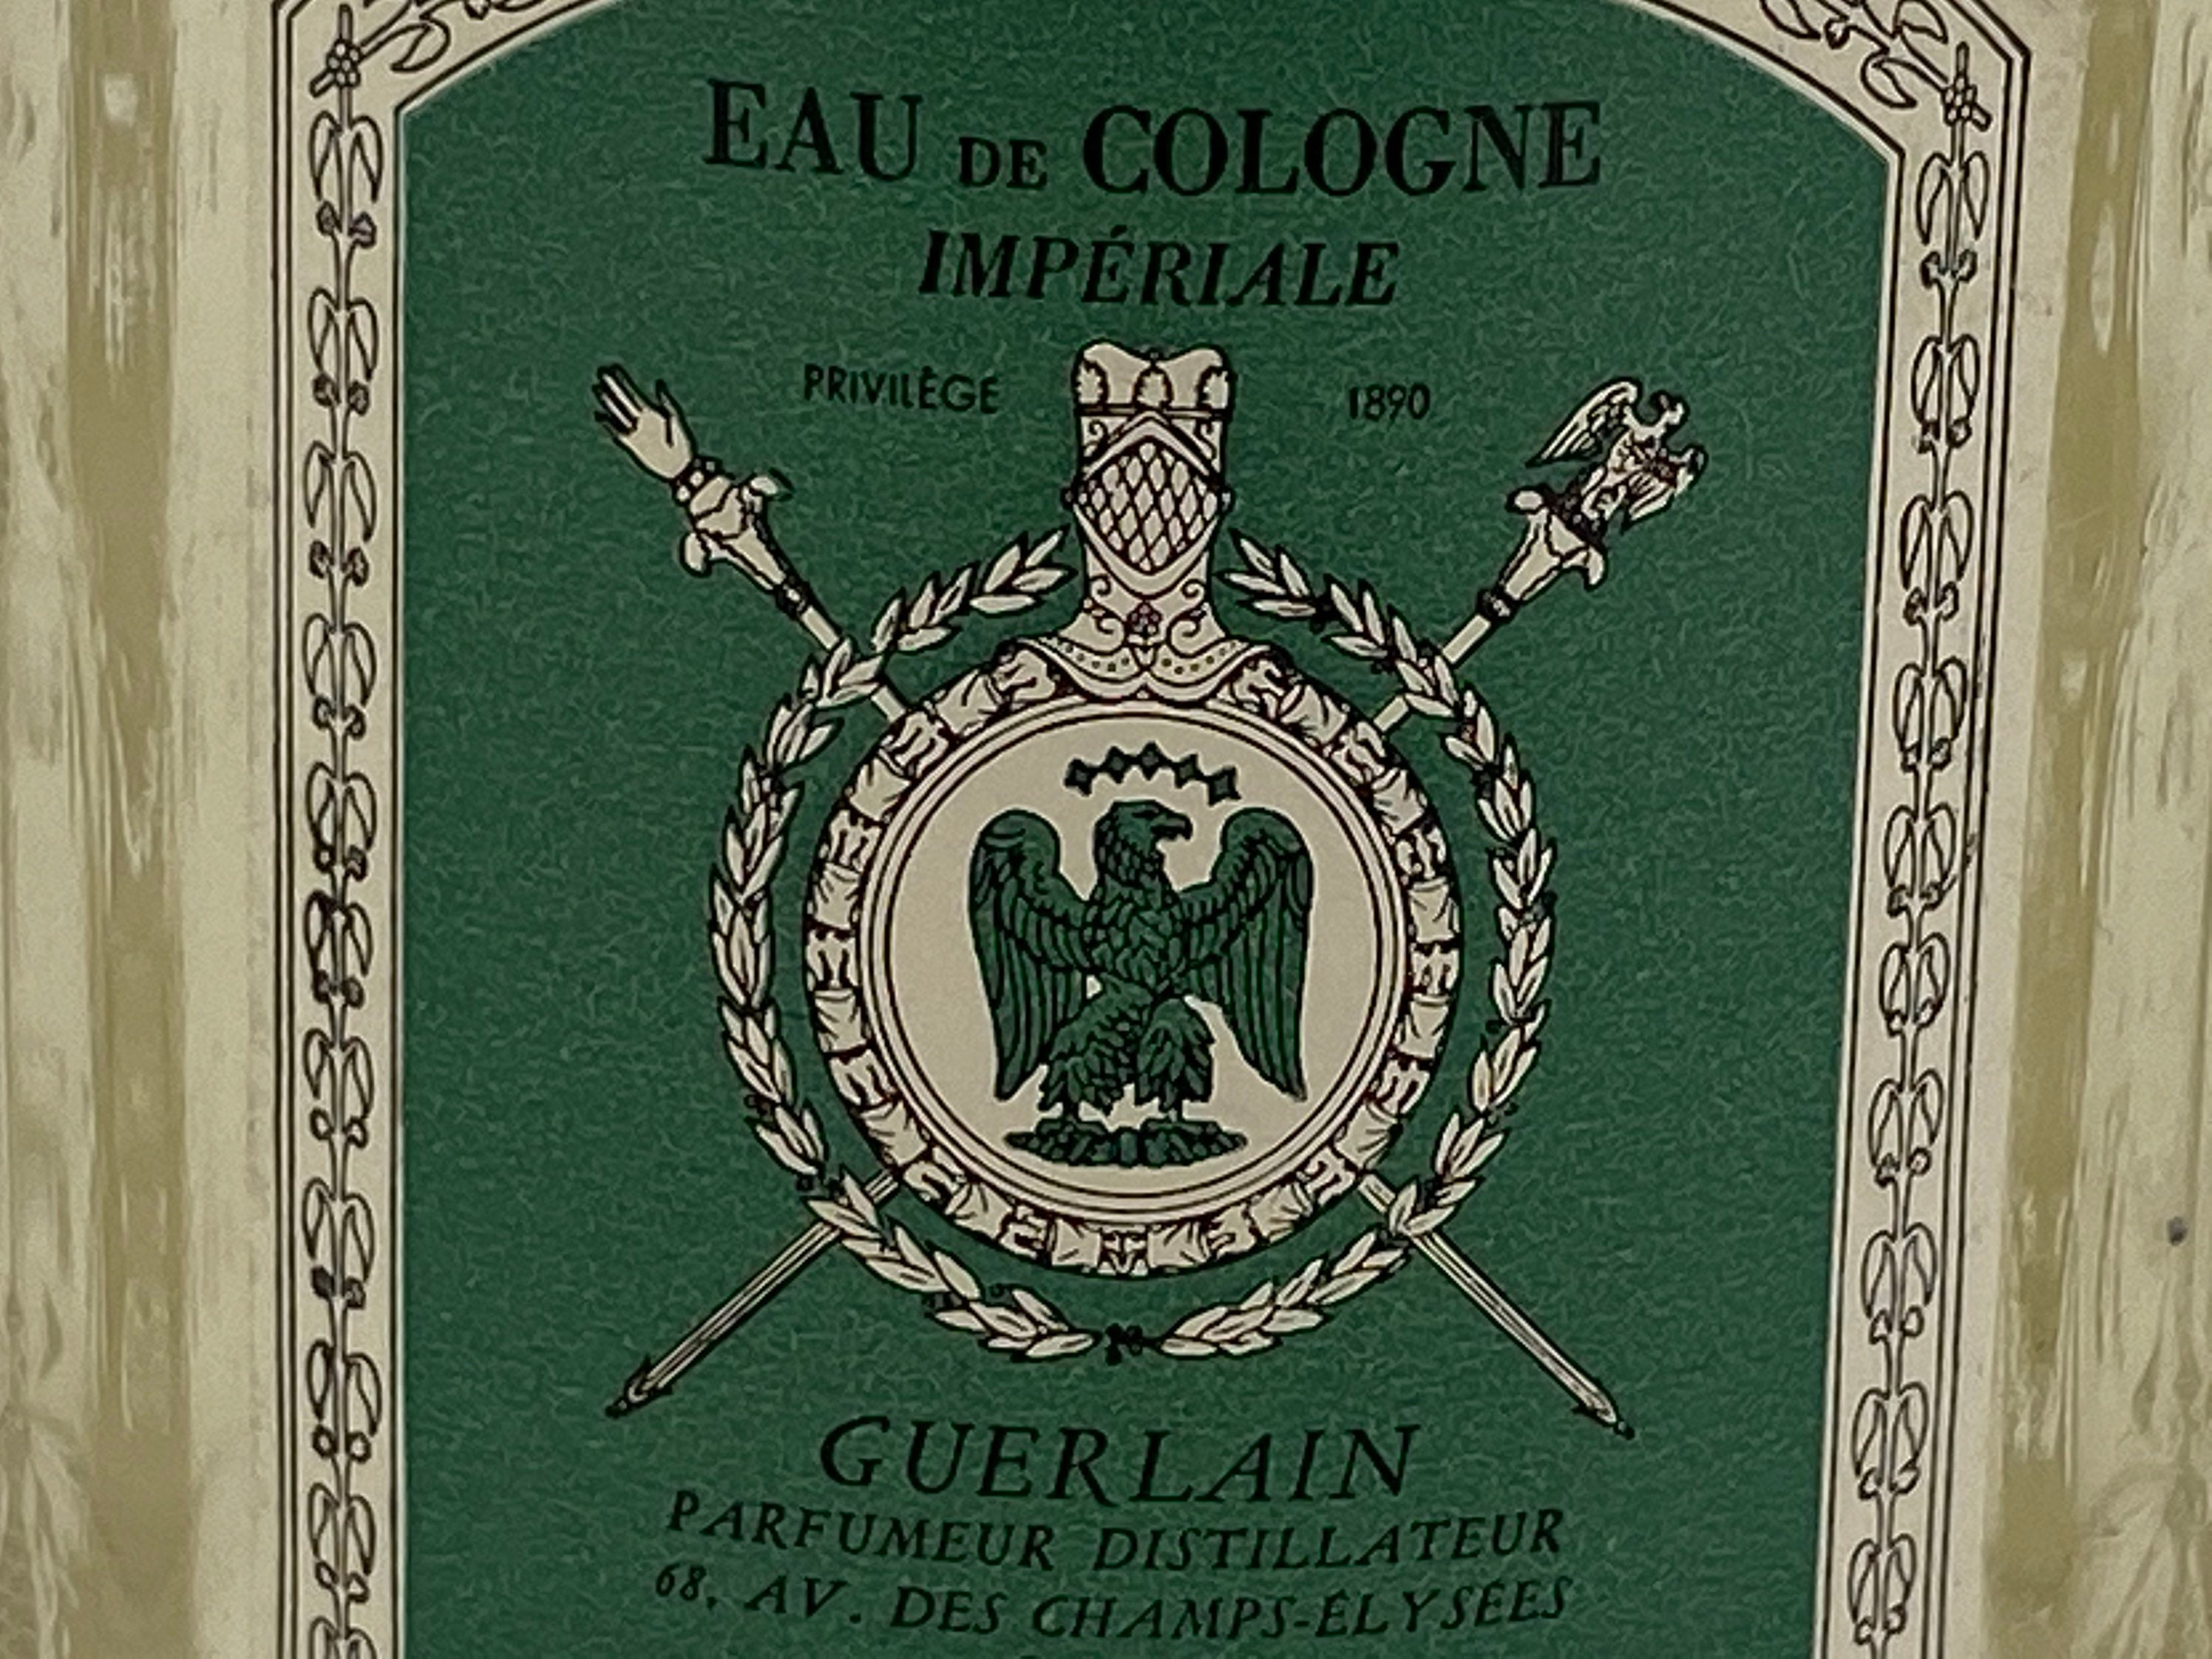 EAU DE COLOGNE
IMPÉRIALE
PRIVILÈGE 1890
GUERLAIN
PARFUMEUR DISTILLATEUR
68, AV. DES CHAMPS-ÉLYSÉES